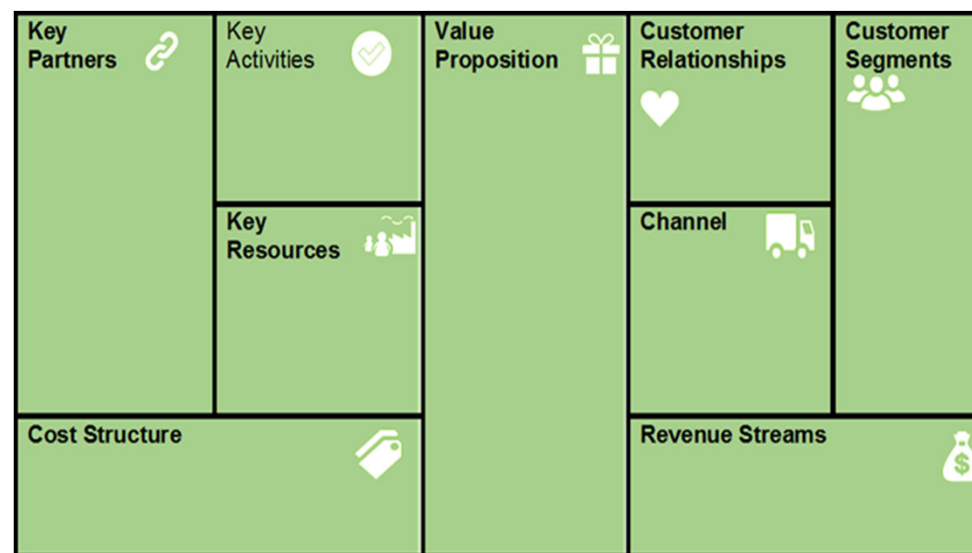 Key
Partners
Key
Activities
Value
Proposition
Customer
Relationships
Customer
Segments
Key
Resources
Channel
Cost Structure
Revenue Streams
$